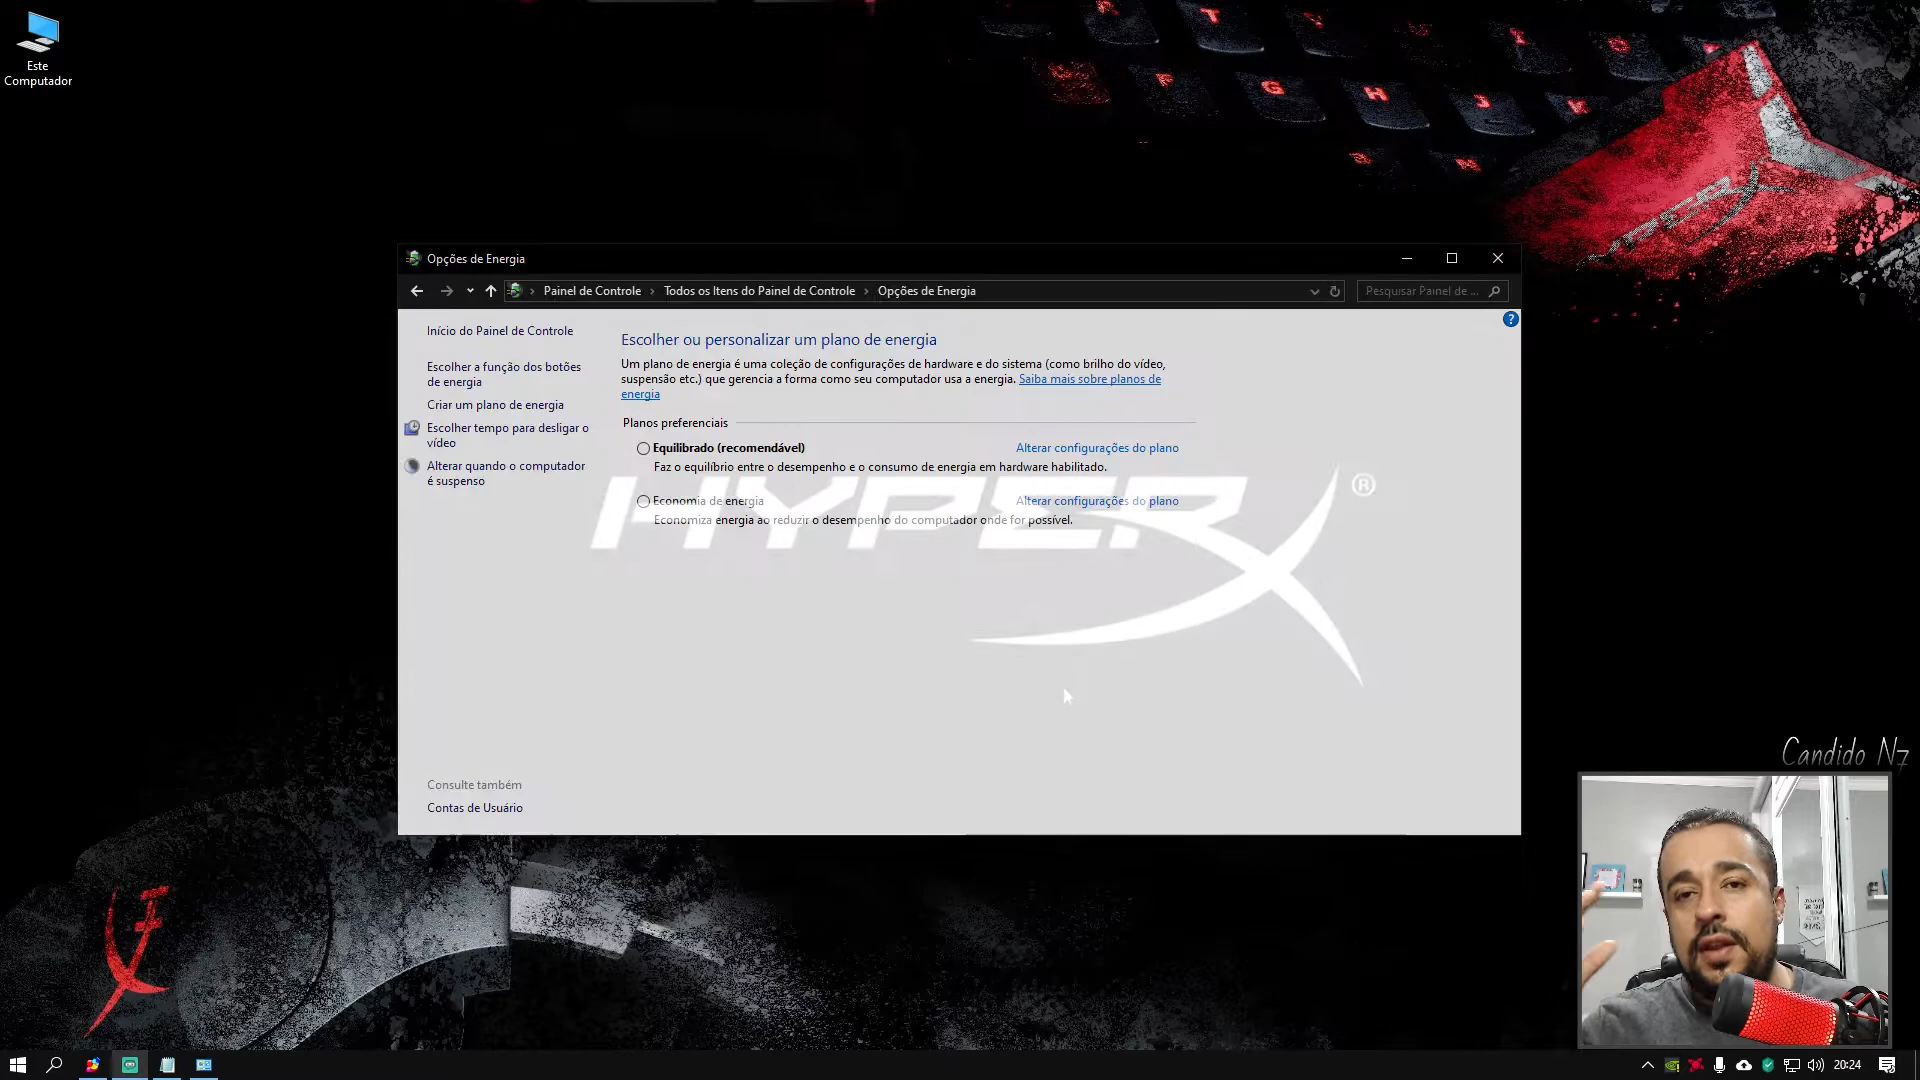 Este
Computador
R
T
I
O
F
G
H
J
HYPERX
Opções de Energia
Painel de Controle
Todos os Itens do Painel de Controle
Opções de Energia
Pesquisar Painel de ...
?
Início do Painel de Controle
Escolher a função dos botões
de energia
Criar um plano de energia
Escolher tempo para desligar o
vídeo
Alterar quando o computador
é suspenso
Escolher ou personalizar um plano de energia
Um plano de energia é uma coleção de configurações de hardware e do sistema (como brilho do vídeo,
suspensão etc.) que gerencia a forma como seu computador usa a energia. Saiba mais sobre planos de
energia
Planos preferenciais
Equilibrado (recomendável)
Alterar configurações do plano
Faz o equilíbrio entre o desempenho e o consumo de energia em hardware habilitado.
Economia de energia
Alterar configurações do plano
Economiza energia ao reduzir o desempenho do computador onde for possível.
HYPERX®
Consulte também
Contas de Usuário
Candido N7
20:24